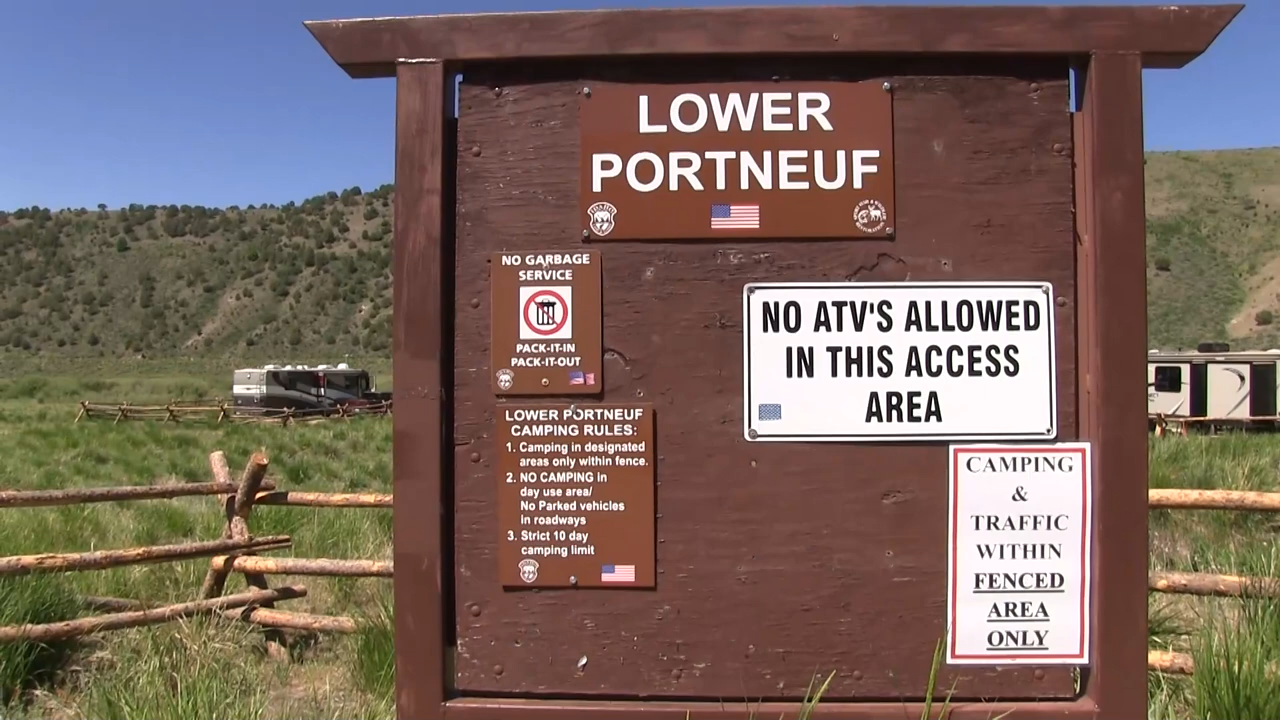 LOWER
PORTNEUF
NO GARBAGE
SERVICE
PACK-IT-IN
PACK-IT-OUT
LOWER PORTNEUF
CAMPING RULES:
1. Camping in designated
areas only within fence.
2. NO CAMPING in
day use area/
No Parked vehicles
in roadways
3. Strict 10 day
camping limit
NO ATV'S ALLOWED
IN THIS ACCESS
AREA
CAMPING
&
TRAFFIC
WITHIN
FENCED
AREA
ONLY